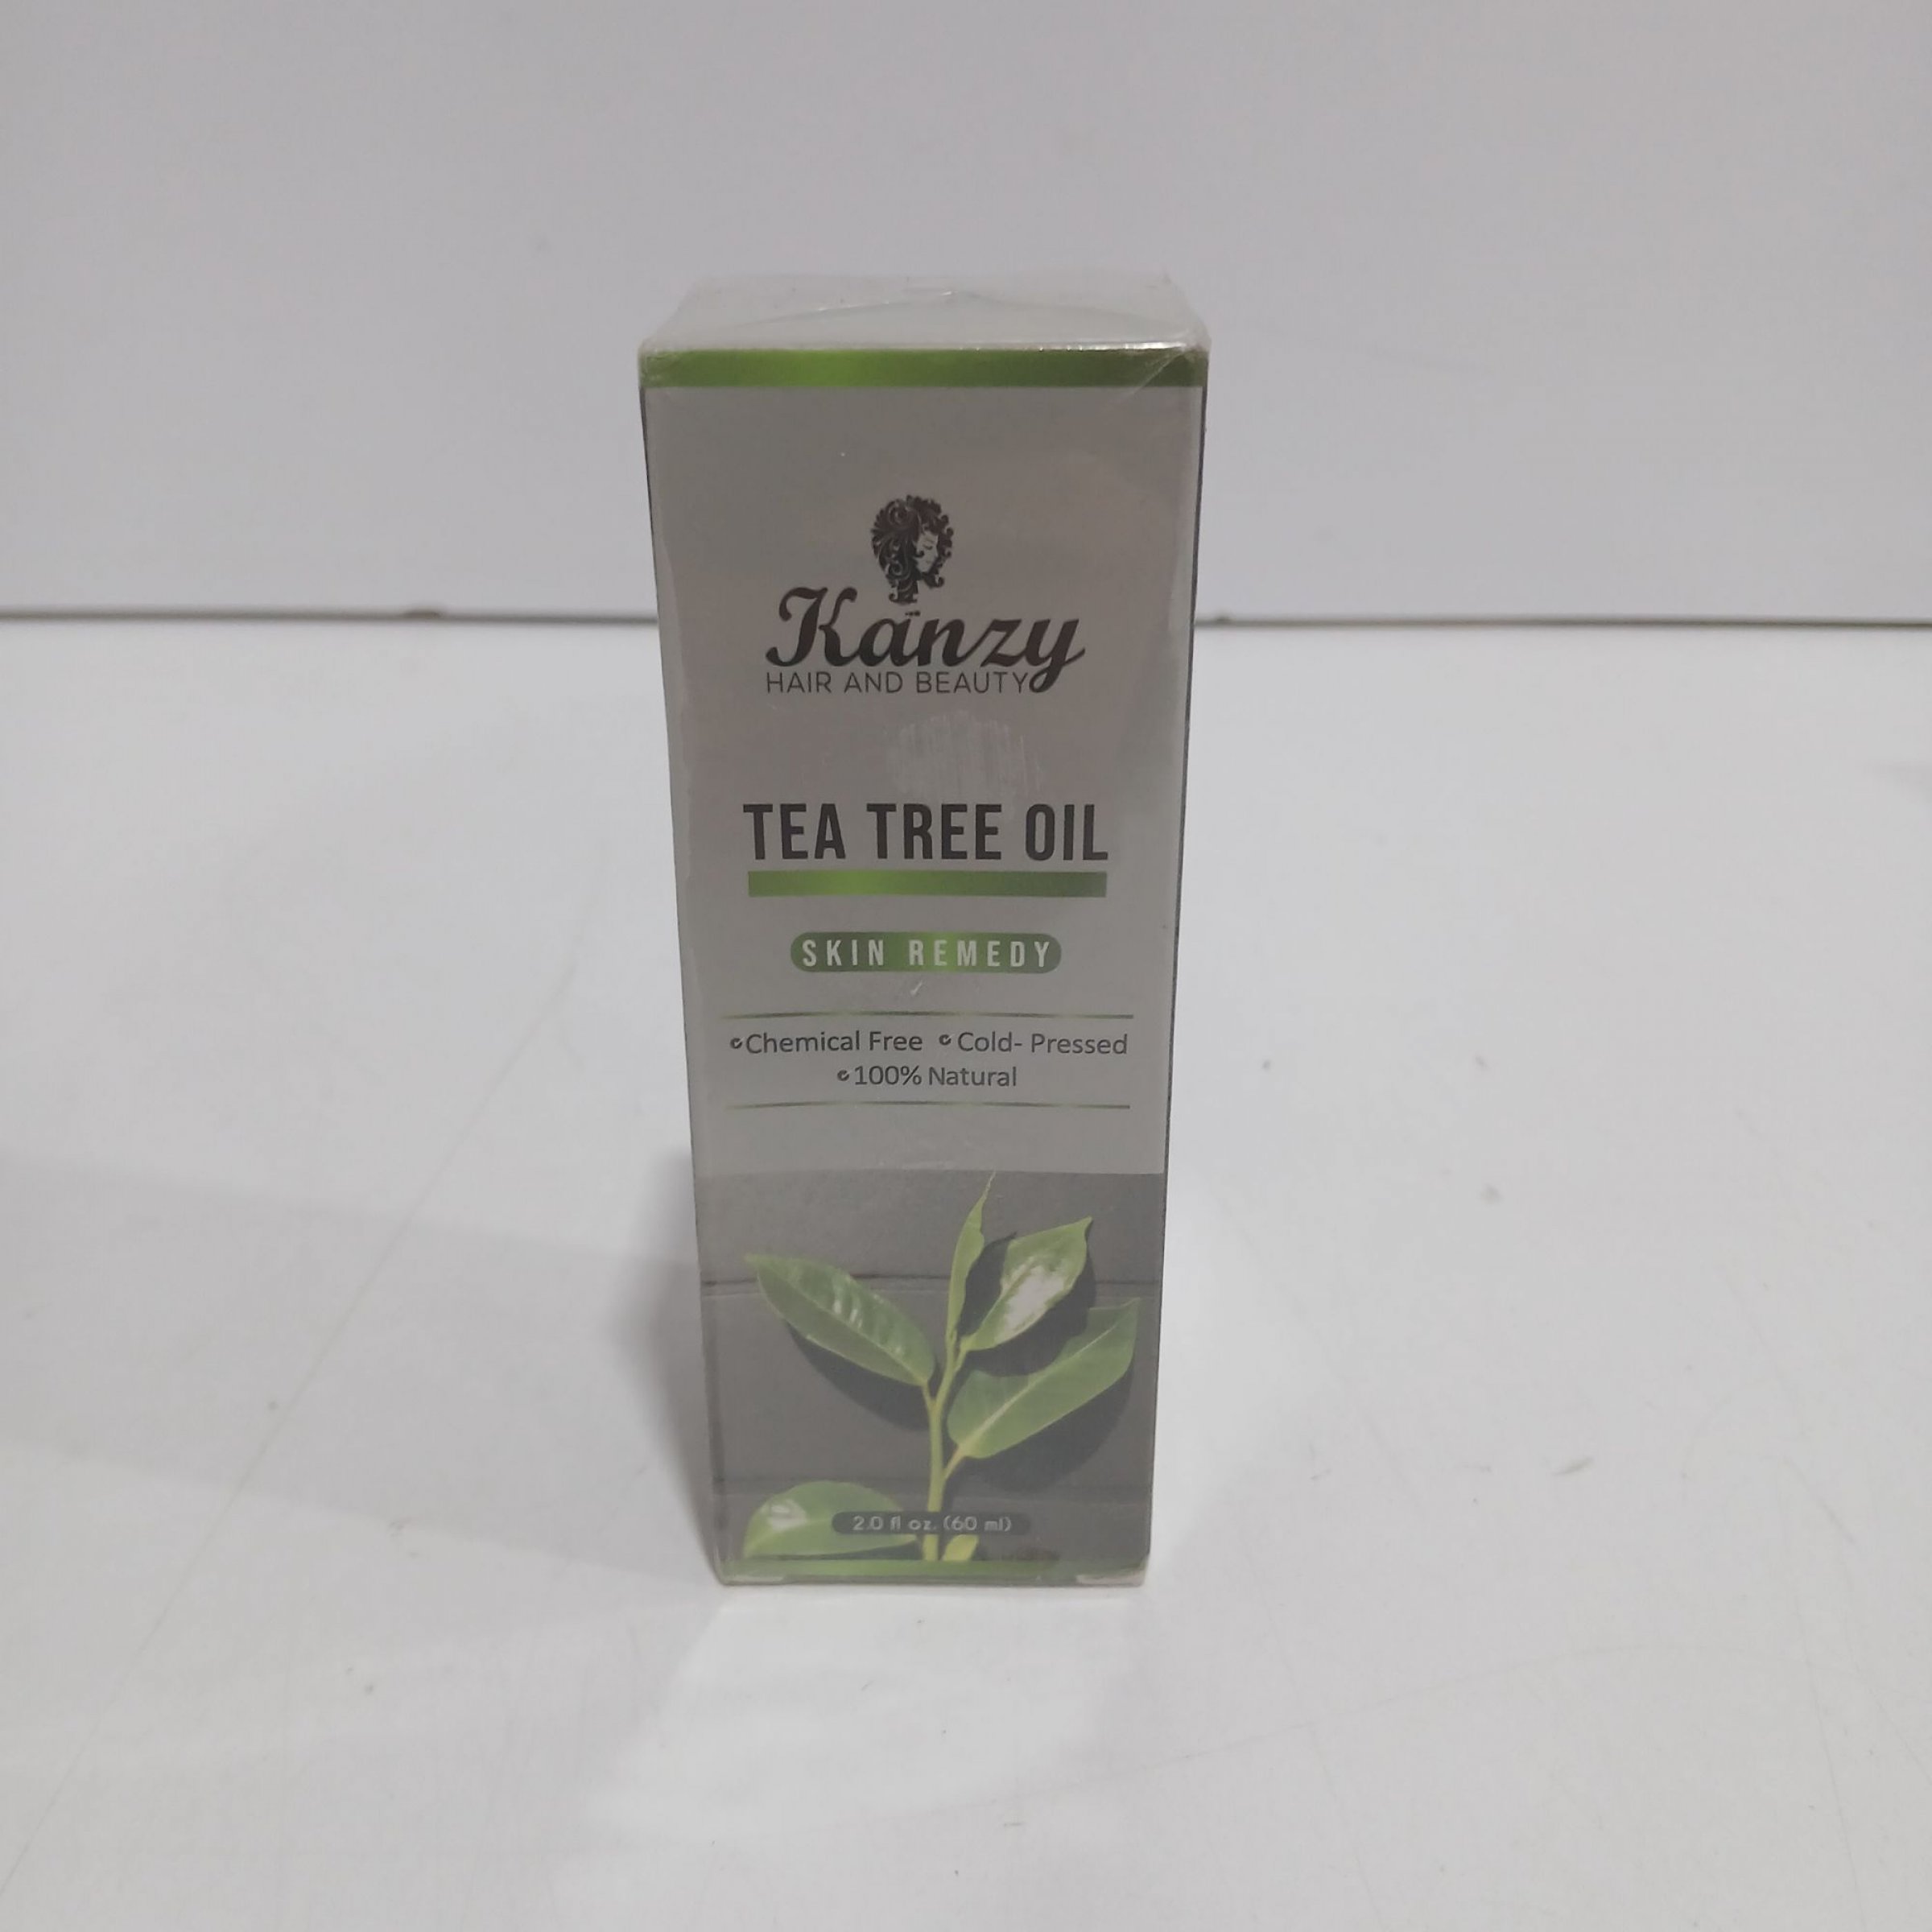 Kanzy
HAIR AND BEAUTY
TEA TREE OIL
SKIN REMEDY
Chemical Free Cold- Pressed
100% Natural
2.0 fl oz. (60 ml)